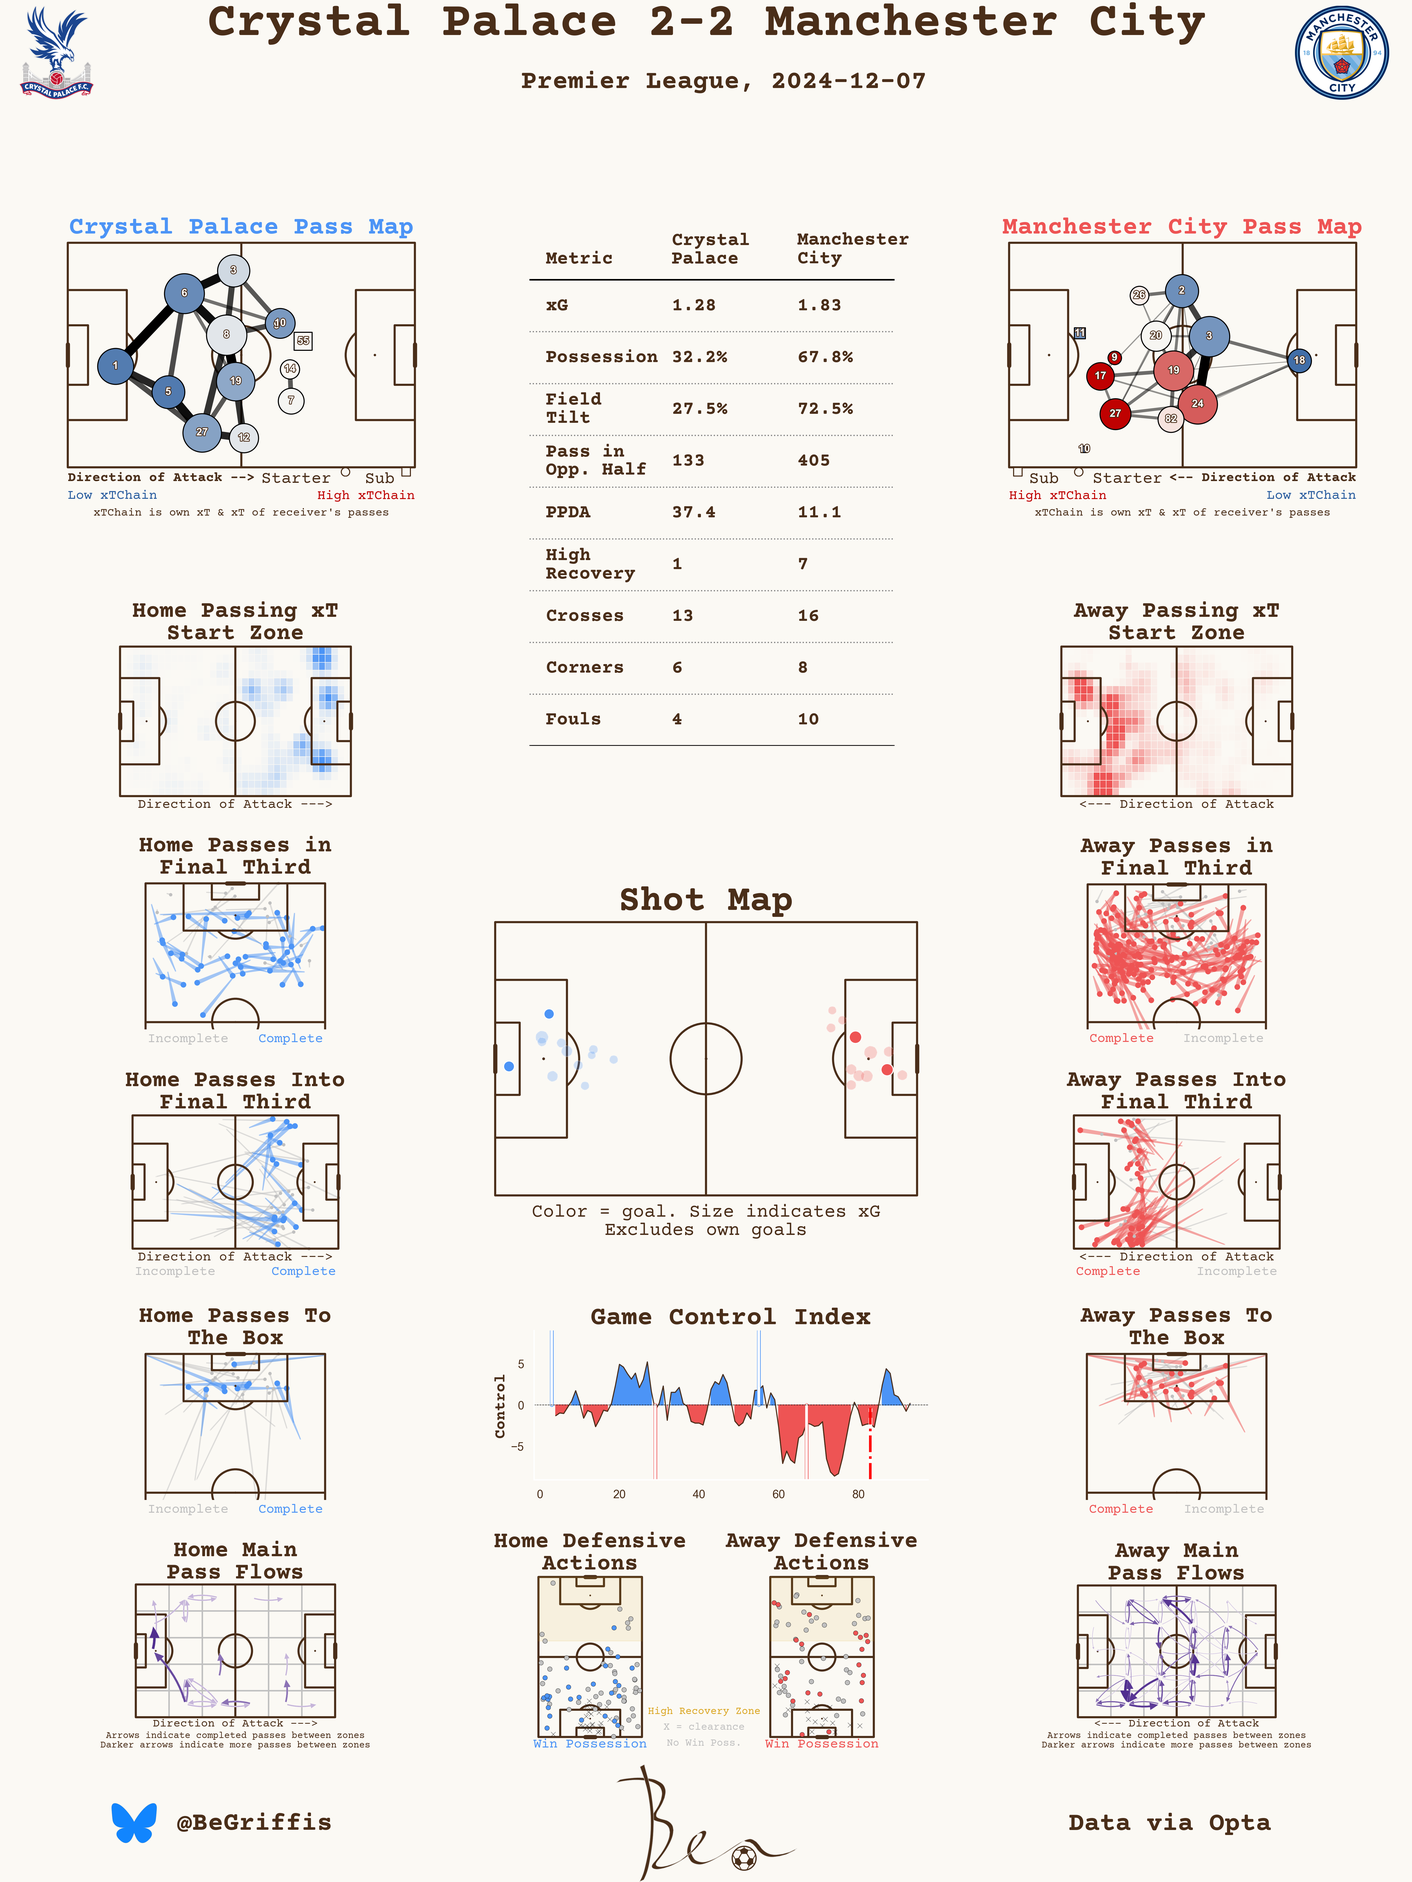 Crystal Palace 2-2 Manchester City
Premier League, 2024-12-07
CRYSTAL PALACE F.C.
MANCHESTER
18 94
CITY
Crystal Palace Pass Map
3
6
10
8
55
1
14
19
5
7
27
12
Direction of Attack --> Starter Sub
Low xTChain High xTChain
xTChain is own xT & xT of receiver's passes
Metric Crystal Palace Manchester City
xG 1.28 1.83
Possession 32.2% 67.8%
Field Tilt 27.5% 72.5%
Pass in Opp. Half 133 405
PPDA 37.4 11.1
High Recovery 1 7
Crosses 13 16
Corners 6 8
Fouls 4 10
Manchester City Pass Map
26
2
11
20
3
9
18
17
19
24
27
82
10
Sub Starter <-- Direction of Attack
High xTChain Low xTChain
xTChain is own xT & xT of receiver's passes
Home Passing xT
Start Zone
Direction of Attack --->
Away Passing xT
Start Zone
<--- Direction of Attack
Home Passes in
Final Third
Incomplete Complete
Away Passes in
Final Third
Complete Incomplete
Shot Map
Color = goal. Size indicates xG
Excludes own goals
Home Passes Into
Final Third
Direction of Attack --->
Incomplete Complete
Away Passes Into
Final Third
<--- Direction of Attack
Complete Incomplete
Home Passes To
The Box
Incomplete Complete
Game Control Index
Control
5
0
−5
0 20 40 60 80
Away Passes To
The Box
Complete Incomplete
Home Main
Pass Flows
Direction of Attack --->
Arrows indicate completed passes between zones
Darker arrows indicate more passes between zones
Home Defensive
Actions
Win Possession
High Recovery Zone
X = clearance
No Win Poss.
Away Defensive
Actions
Win Possession
Away Main
Pass Flows
<--- Direction of Attack
Arrows indicate completed passes between zones
Darker arrows indicate more passes between zones
@BeGriffis
Ben
Data via Opta